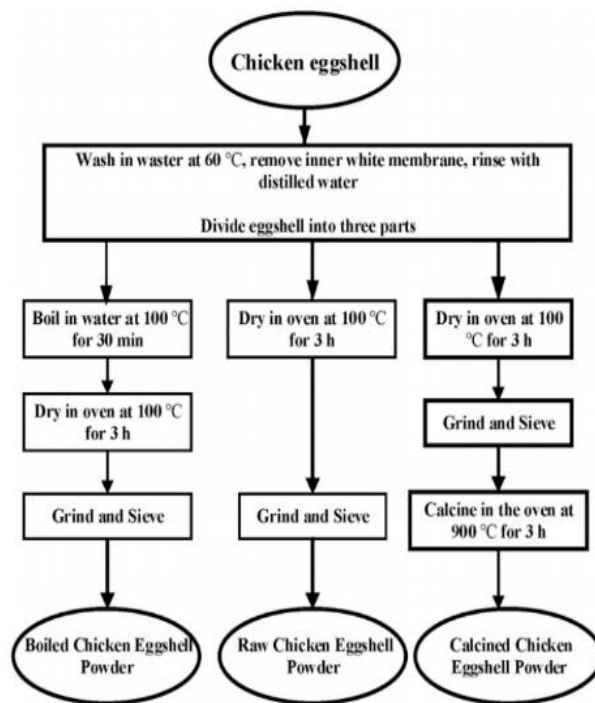 Chicken eggshell
Wash in waster at 60 ℃, remove inner white membrane, rinse with
distilled water
Divide eggshell into three parts
Boil in water at 100 ℃
for 30 min
Dry in oven at 100 ℃
for 3 h
Grind and Sieve
Boiled Chicken Eggshell
Powder
Dry in oven at 100 ℃
for 3 h
Grind and Sieve
Raw Chicken Eggshell
Powder
Dry in oven at 100
℃ for 3 h
Grind and Sieve
Calcine in the oven at
900 ℃ for 3 h
Calcined Chicken
Eggshell Powder